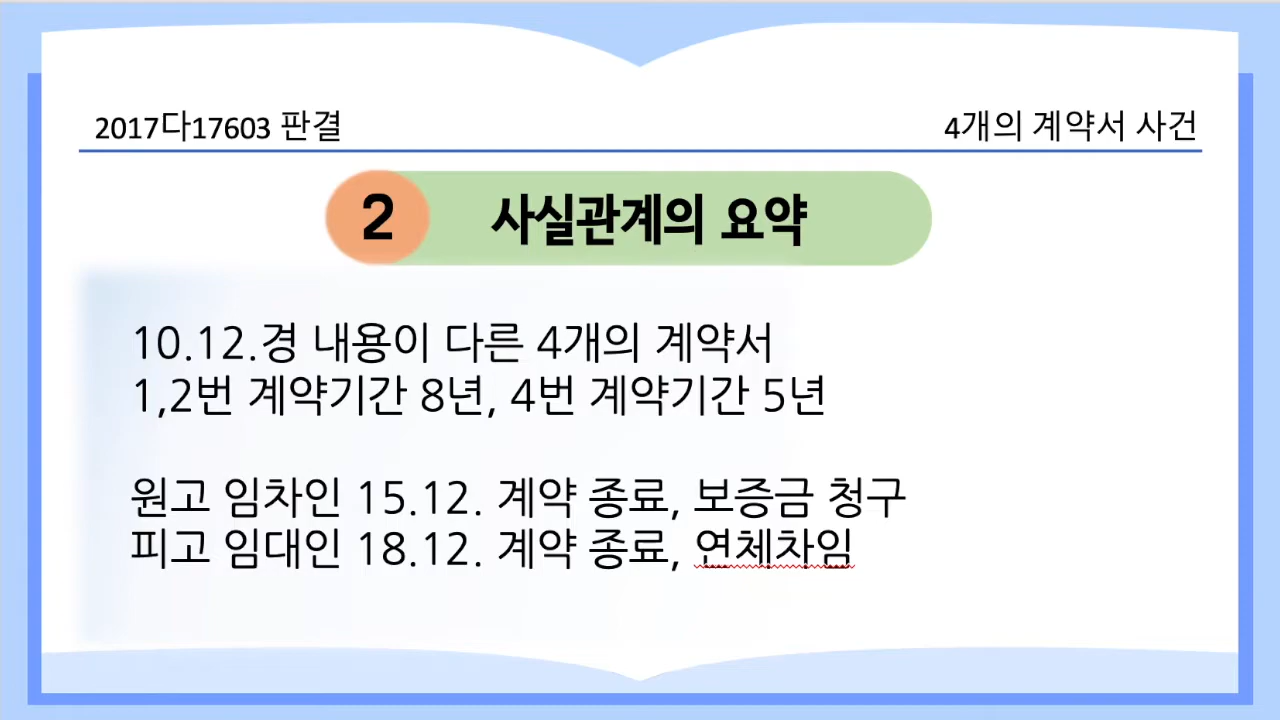 2017다17603 판결
4개의 계약서 사건
2 사실관계의 요약
10.12.경 내용이 다른 4개의 계약서
1,2번 계약기간 8년, 4번 계약기간 5년
원고 임차인 15.12. 계약 종료, 보증금 청구
피고 임대인 18.12. 계약 종료, 연체차임